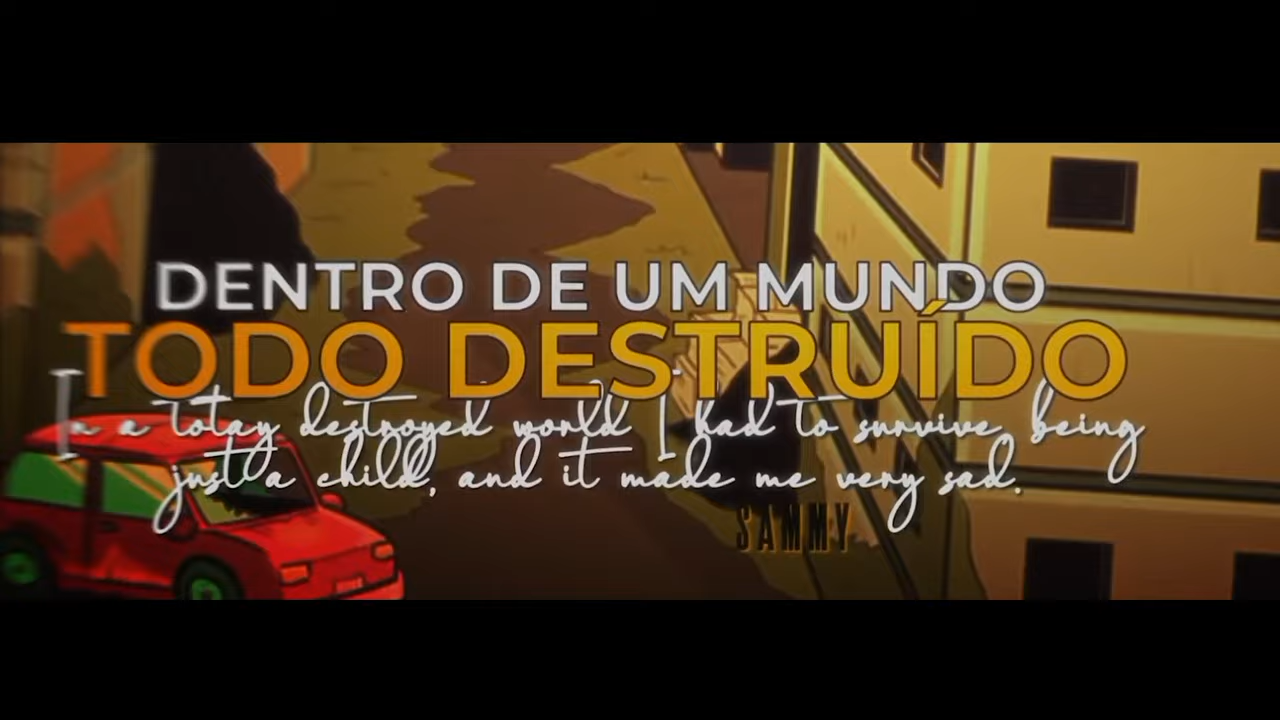 DENTRO DE UM MUNDO
TODO DESTRUÍDO
In a totay destroyed world I had to survive being
just a child, and it made me very sad.
SAMMY